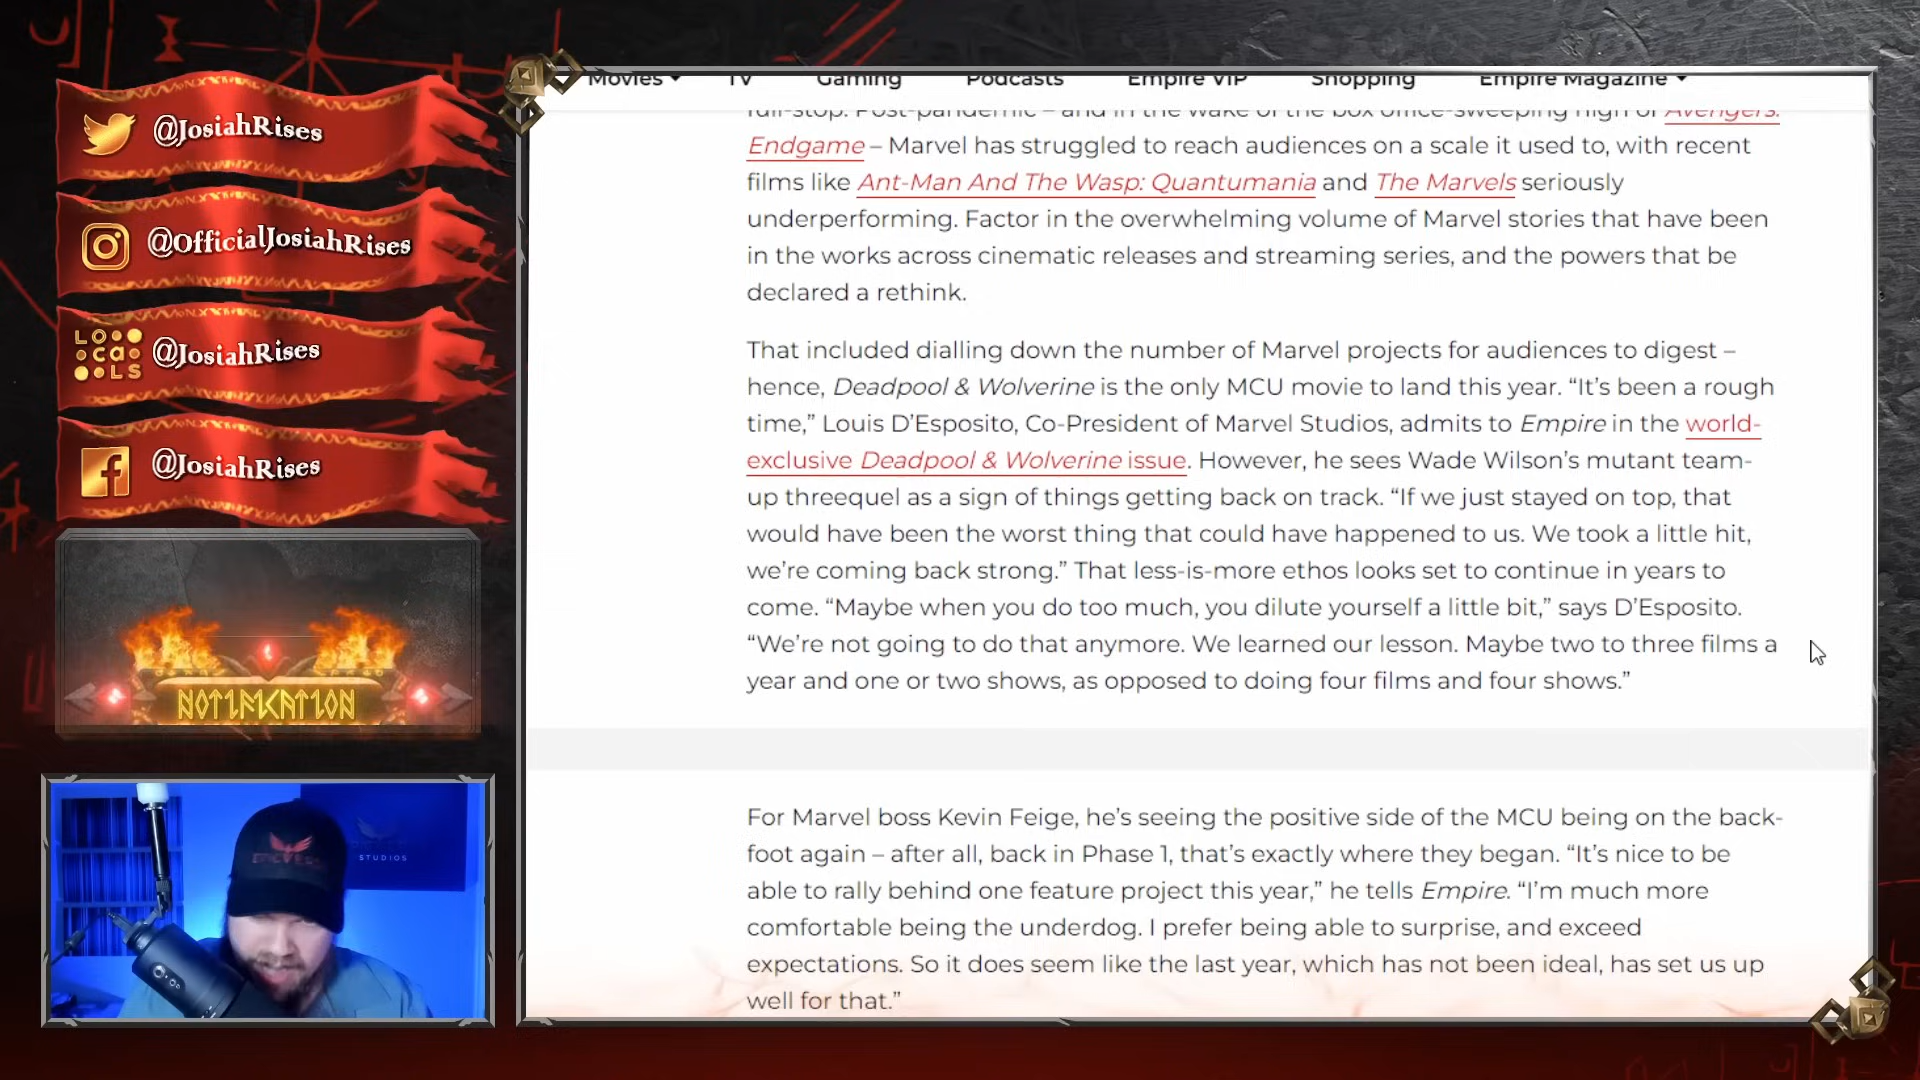 @JosiahRises
@OfficialJosiahRises
LO
ca
LS
@JosiahRises
@JosiahRises
NOTIFICATION
STUDIOS
Movies TV Gaming Podcasts Empire VIP Shopping Empire Magazine
full-stop. Post-pandemic – and in the wake of the box office-sweeping high of Avengers:
Endgame – Marvel has struggled to reach audiences on a scale it used to, with recent
films like Ant-Man And The Wasp: Quantumania and The Marvels seriously
underperforming. Factor in the overwhelming volume of Marvel stories that have been
in the works across cinematic releases and streaming series, and the powers that be
declared a rethink.
That included dialling down the number of Marvel projects for audiences to digest –
hence, Deadpool & Wolverine is the only MCU movie to land this year. “It’s been a rough
time,” Louis D’Esposito, Co-President of Marvel Studios, admits to Empire in the world-
exclusive Deadpool & Wolverine issue. However, he sees Wade Wilson’s mutant team-
up threequel as a sign of things getting back on track. “If we just stayed on top, that
would have been the worst thing that could have happened to us. We took a little hit,
we’re coming back strong.” That less-is-more ethos looks set to continue in years to
come. “Maybe when you do too much, you dilute yourself a little bit,” says D’Esposito.
“We’re not going to do that anymore. We learned our lesson. Maybe two to three films a
year and one or two shows, as opposed to doing four films and four shows.”
For Marvel boss Kevin Feige, he’s seeing the positive side of the MCU being on the back-
foot again – after all, back in Phase 1, that’s exactly where they began. “It’s nice to be
able to rally behind one feature project this year,” he tells Empire. “I’m much more
comfortable being the underdog. I prefer being able to surprise, and exceed
expectations. So it does seem like the last year, which has not been ideal, has set us up
well for that.”